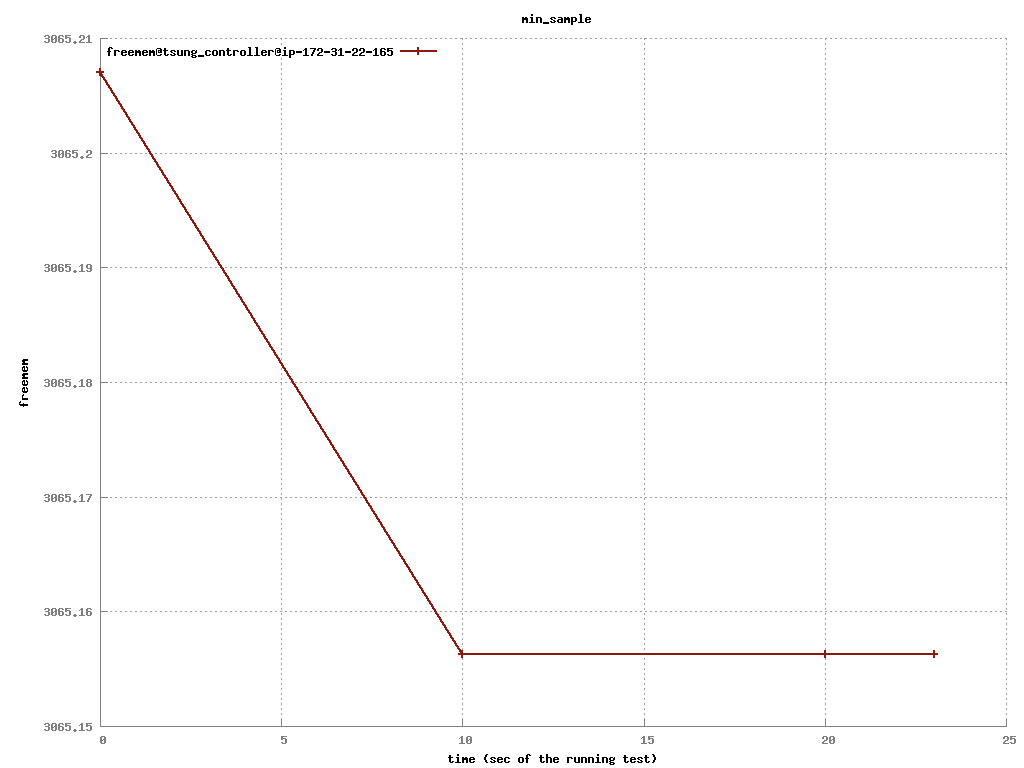 min_sample
freemem@tsung_controller@ip-172-31-22-165
3065.21
3065.2
3065.19
3065.18
3065.17
3065.16
3065.15
freemem
0 5 10 15 20 25
time (sec of the running test)